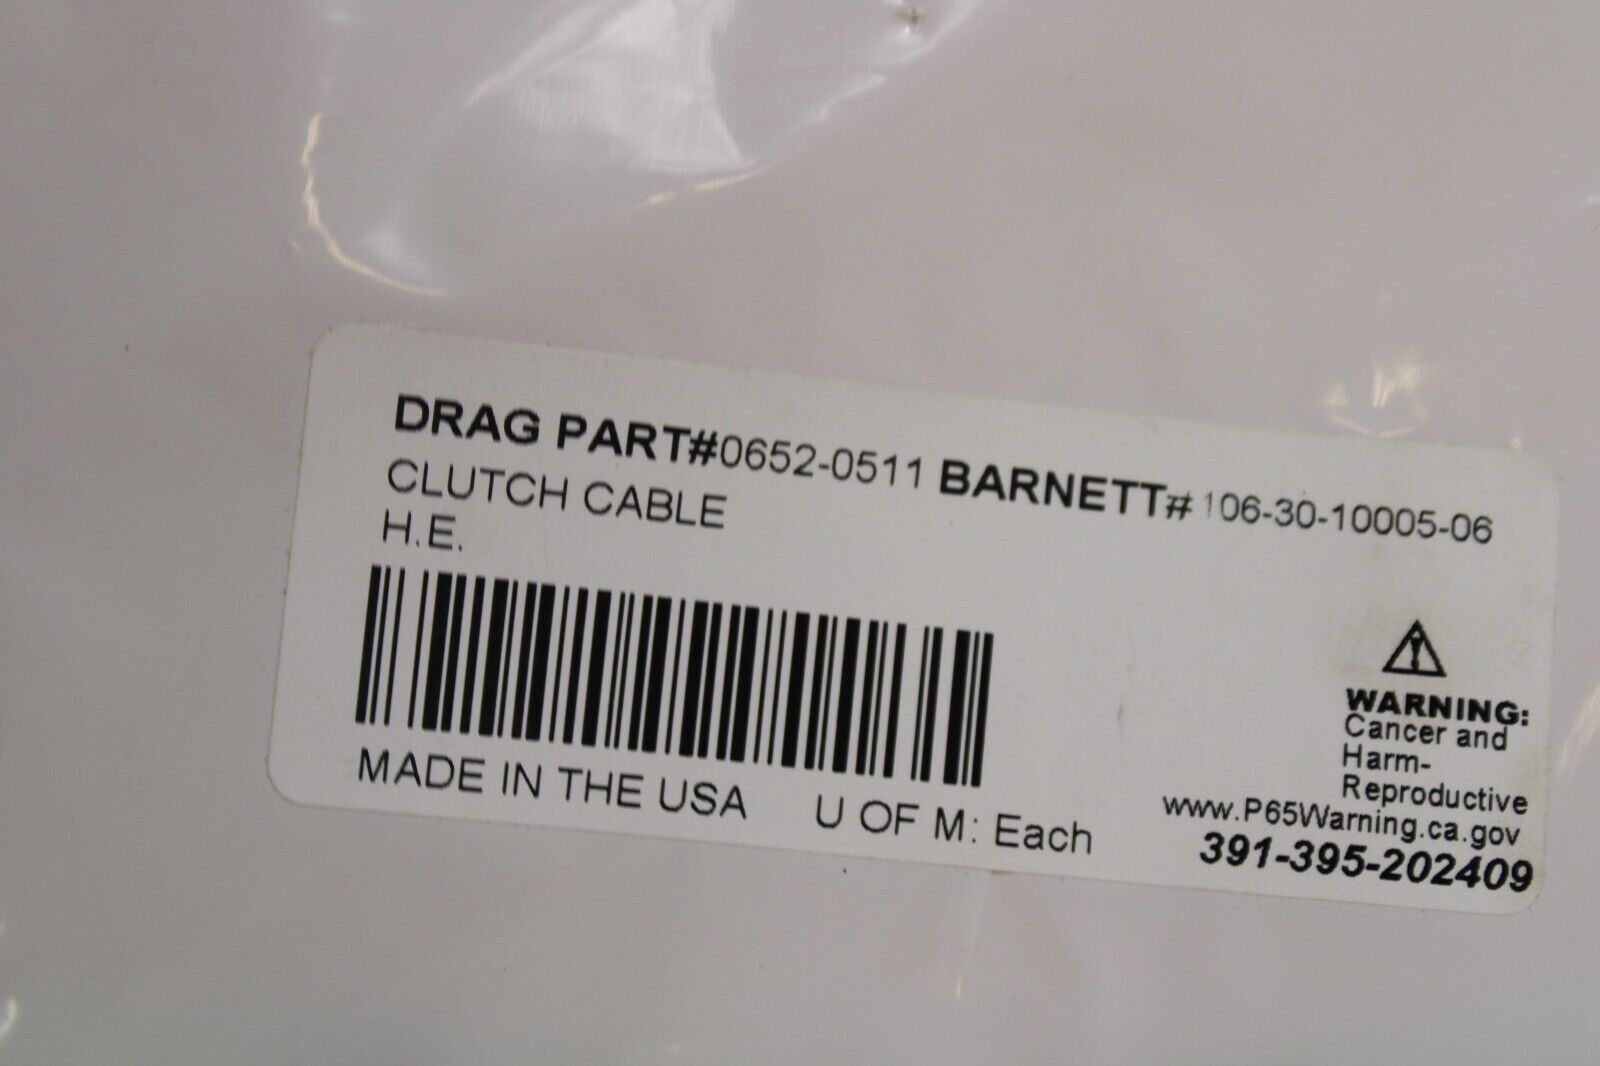 DRAG PART#0652-0511 BARNETT# 106-30-10005-06
CLUTCH CABLE
H.E.
MADE IN THE USA U OF M: Each
WARNING:
Cancer and
Harm-
Reproductive
www.P65Warning.ca.gov
391-395-202409